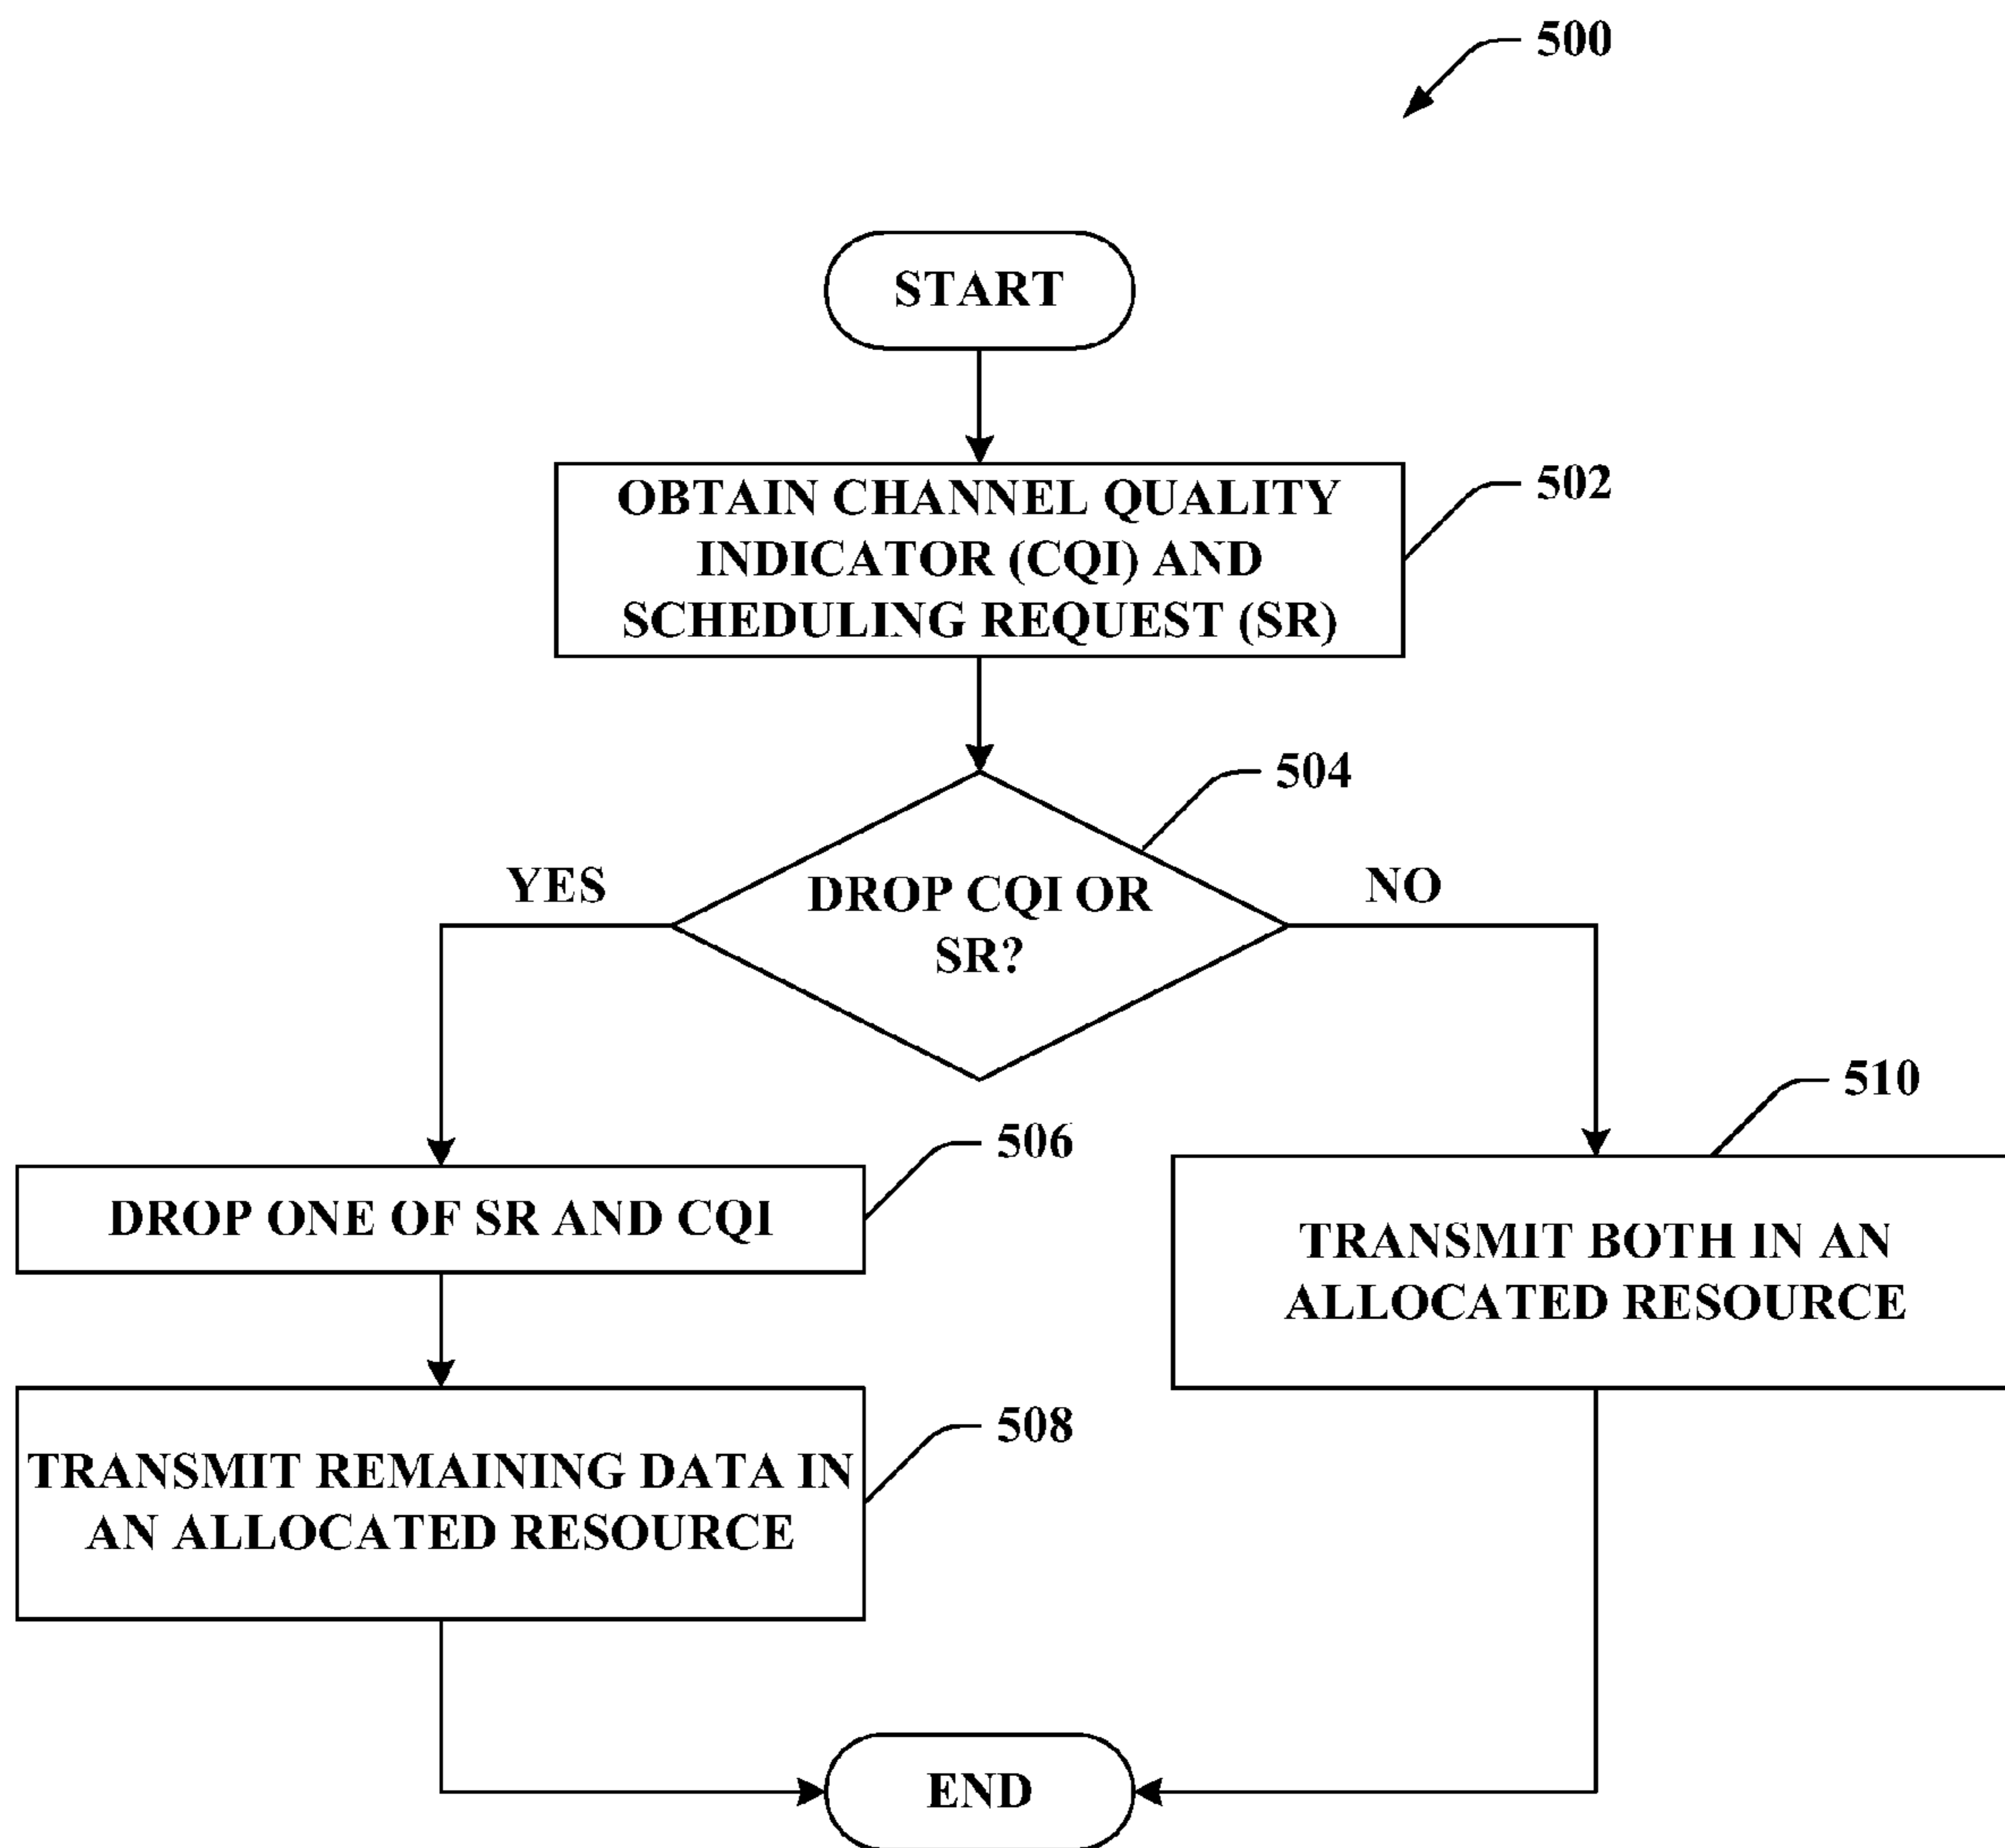 500
START
OBTAIN CHANNEL QUALITY
INDICATOR (CQI) AND
SCHEDULING REQUEST (SR)
502
504
YES
DROP CQI OR
SR?
NO
510
506
DROP ONE OF SR AND CQI
TRANSMIT BOTH IN AN
ALLOCATED RESOURCE
508
TRANSMIT REMAINING DATA IN
AN ALLOCATED RESOURCE
END